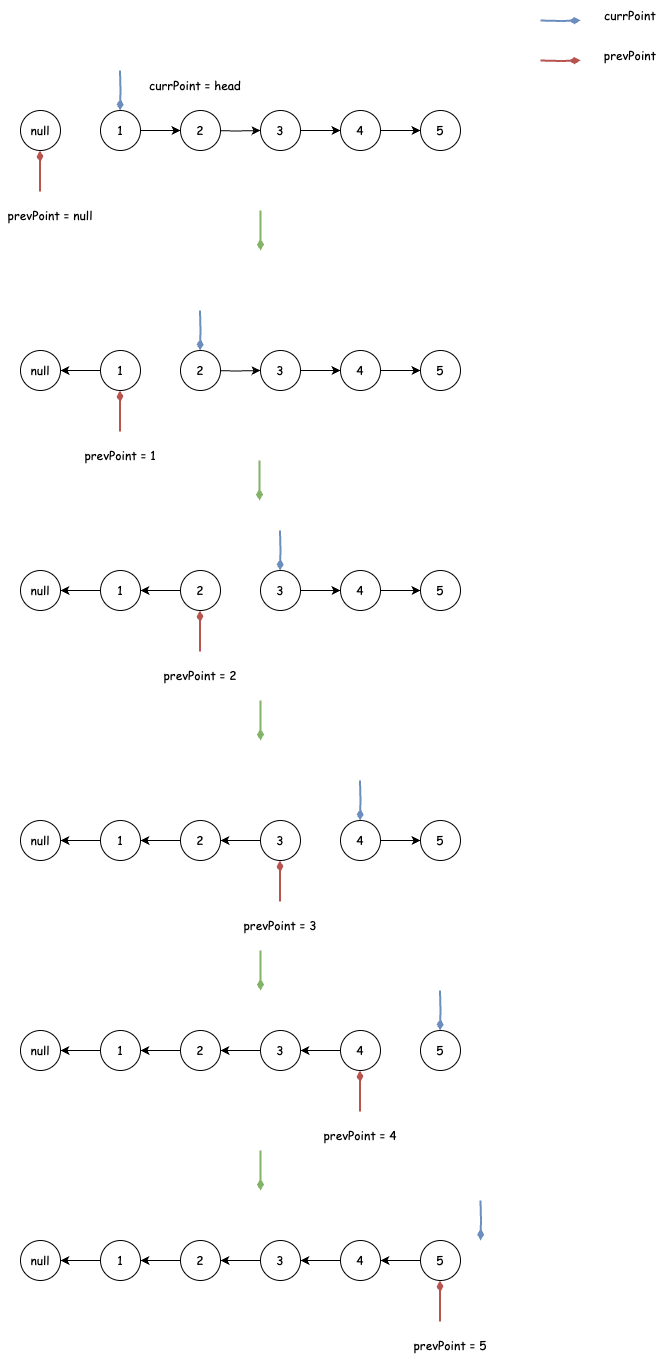 currPoint
prevPoint
currPoint = head
null 1 2 3 4 5
prevPoint = null
null 1 2 3 4 5
prevPoint = 1
null 1 2 3 4 5
prevPoint = 2
null 1 2 3 4 5
prevPoint = 3
null 1 2 3 4 5
prevPoint = 4
null 1 2 3 4 5
prevPoint = 5